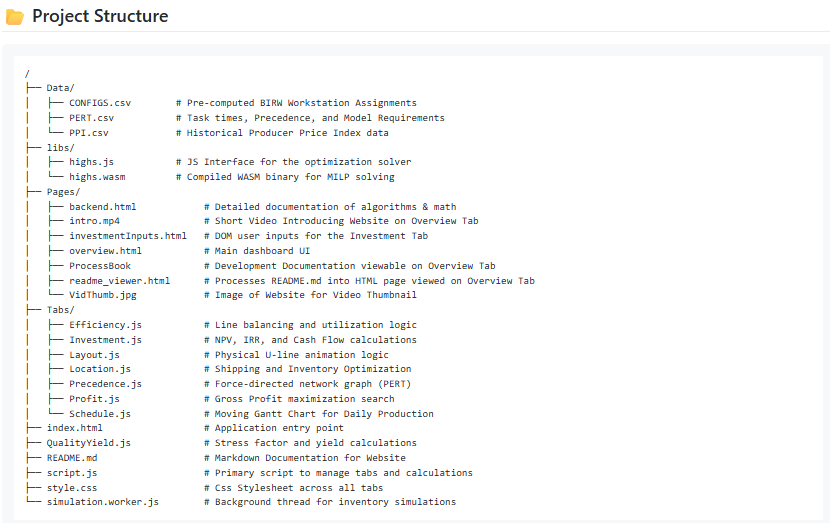 Project Structure
/
├── Data/
│   ├── CONFIGS.csv        # Pre-computed BIRW Workstation Assignments
│   ├── PERT.csv           # Task times, Precedence, and Model Requirements
│   └── PPI.csv            # Historical Producer Price Index data
├── libs/
│   ├── highs.js           # JS Interface for the optimization solver
│   └── highs.wasm         # Compiled WASM binary for MILP solving
├── Pages/
│   ├── backend.html            # Detailed documentation of algorithms & math
│   ├── intro.mp4               # Short Video Introducing Website on Overview Tab
│   ├── investmentInputs.html   # DOM user inputs for the Investment Tab
│   ├── overview.html           # Main dashboard UI
│   ├── ProcessBook             # Development Documentation viewable on Overview Tab
│   ├── readme_viewer.html      # Processes README.md into HTML page viewed on Overview Tab
│   └── VidThumb.jpg            # Image of Website for Video Thumbnail
├── Tabs/
│   ├── Efficiency.js           # Line balancing and utilization logic
│   ├── Investment.js           # NPV, IRR, and Cash Flow calculations
│   ├── Layout.js               # Physical U-line animation logic
│   ├── Location.js             # Shipping and Inventory Optimization
│   ├── Precedence.js           # Force-directed network graph (PERT)
│   ├── Profit.js               # Gross Profit maximization search
│   └── Schedule.js             # Moving Gantt Chart for Daily Production
├── index.html                  # Application entry point
├── QualityYield.js             # Stress factor and yield calculations
├── README.md                   # Markdown Documentation for Website
├── script.js                   # Primary script to manage tabs and calculations
├── style.css                   # Css Stylesheet across all tabs
└── simulation.worker.js        # Background thread for inventory simulations